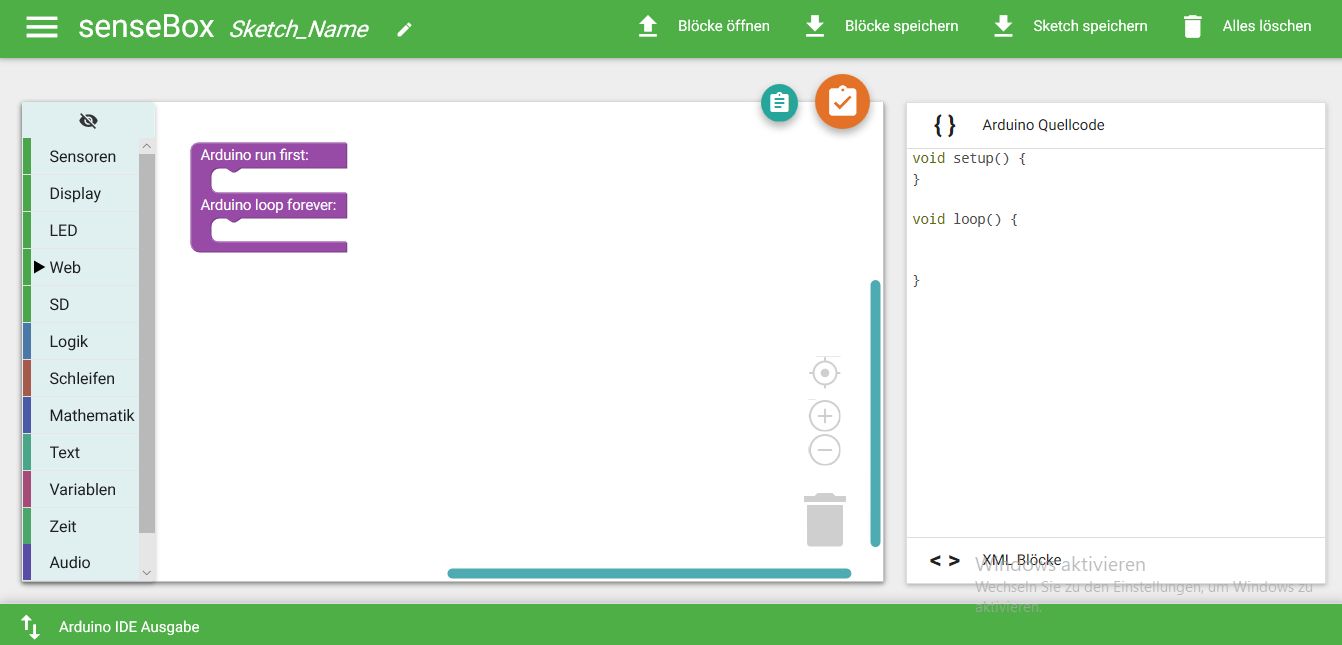 senseBox Sketch_Name Blöcke öffnen Blöcke speichern Sketch speichern Alles löschen
Sensoren
Display
LED
Web
SD
Logik
Schleifen
Mathematik
Text
Variablen
Zeit
Audio
Arduino run first:
Arduino loop forever:
{ } Arduino Quellcode
void setup() {
}
void loop() {
}
< > XML Blöcke
Windows aktivieren
Wechseln Sie zu den Einstellungen, um Windows zu
aktivieren.
Arduino IDE Ausgabe